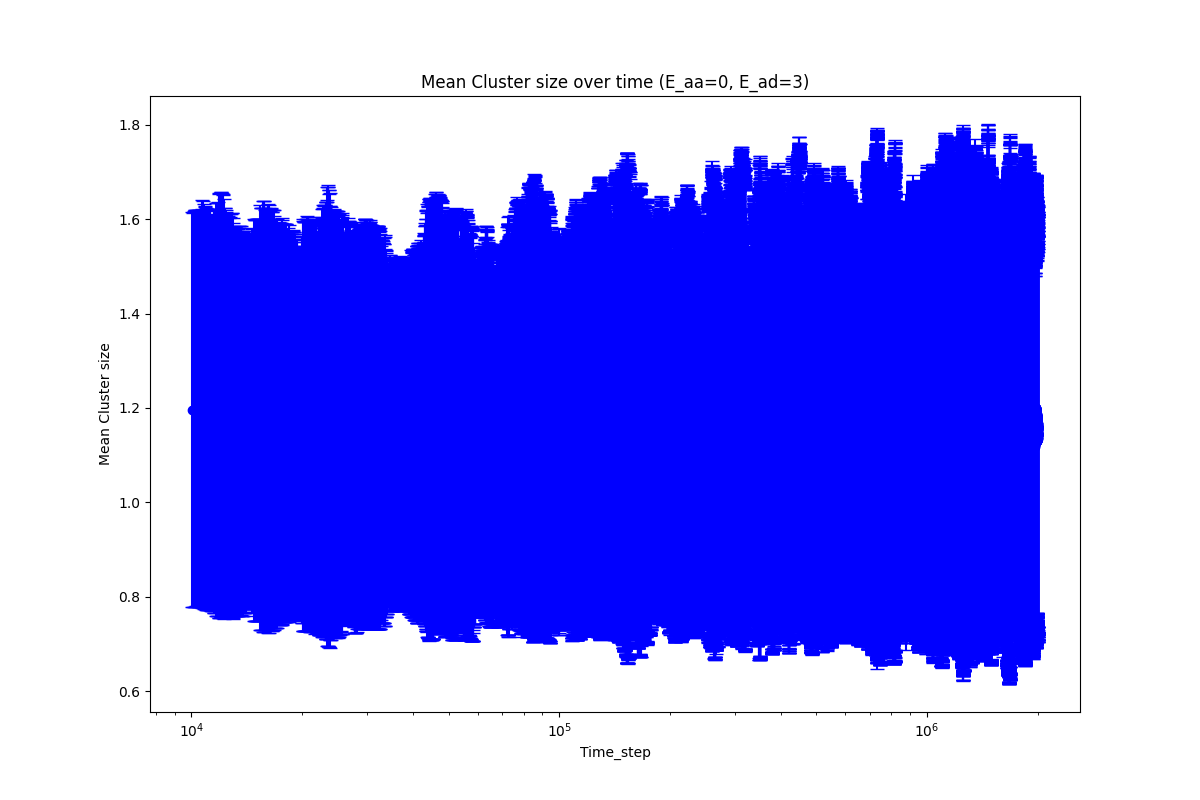 Mean Cluster size over time (E_aa=0, E_ad=3)
1.8
1.6
1.4
1.2
1.0
0.8
0.6
Mean Cluster size
10⁴ 10⁵ 10⁶
Time_step